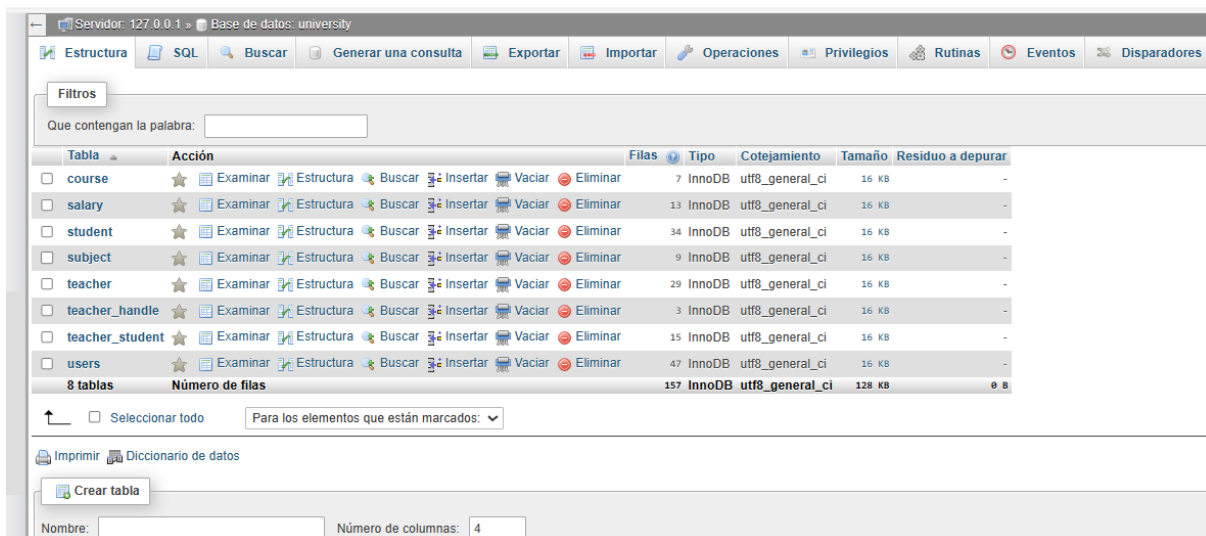 Servidor: 127.0.0.1 » Base de datos: university
Estructura SQL Buscar Generar una consulta Exportar Importar Operaciones Privilegios Rutinas Eventos Disparadores
Filtros
Que contengan la palabra:
Tabla Acción Filas Tipo Cotejamiento Tamaño Residuo a depurar
course Examinar Estructura Buscar Insertar Vaciar Eliminar 7 InnoDB utf8_general_ci 16 KB -
salary Examinar Estructura Buscar Insertar Vaciar Eliminar 13 InnoDB utf8_general_ci 16 KB -
student Examinar Estructura Buscar Insertar Vaciar Eliminar 34 InnoDB utf8_general_ci 16 KB -
subject Examinar Estructura Buscar Insertar Vaciar Eliminar 9 InnoDB utf8_general_ci 16 KB -
teacher Examinar Estructura Buscar Insertar Vaciar Eliminar 29 InnoDB utf8_general_ci 16 KB -
teacher_handle Examinar Estructura Buscar Insertar Vaciar Eliminar 3 InnoDB utf8_general_ci 16 KB -
teacher_student Examinar Estructura Buscar Insertar Vaciar Eliminar 15 InnoDB utf8_general_ci 16 KB -
users Examinar Estructura Buscar Insertar Vaciar Eliminar 47 InnoDB utf8_general_ci 16 KB -
8 tablas Número de filas 157 InnoDB utf8_general_ci 128 KB 0 B
Seleccionar todo Para los elementos que están marcados:
Imprimir Diccionario de datos
Crear tabla
Nombre: Número de columnas: 4